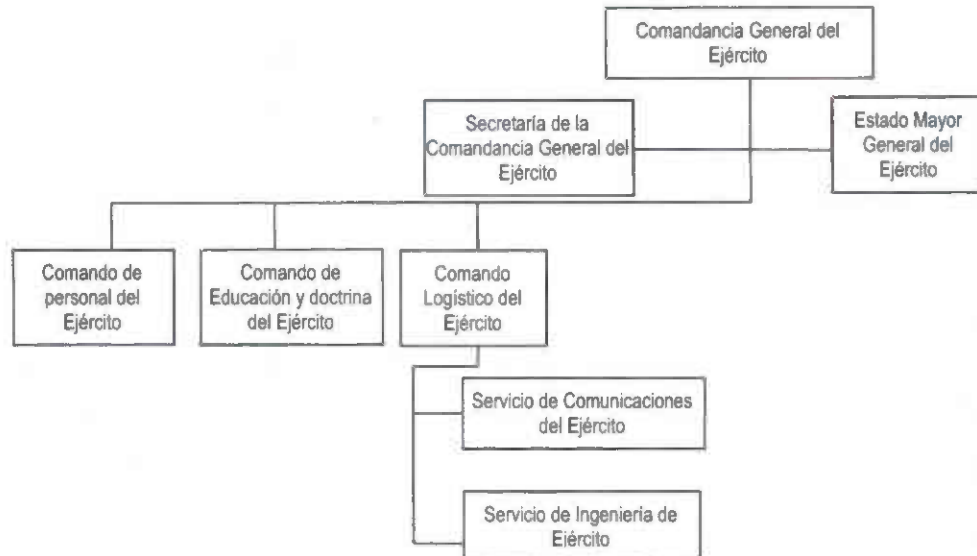 Comandancia General del
Ejército
Secretaría de la
Comandancia General del
Ejército
Estado Mayor
General del
Ejército
Comando de
personal del
Ejército
Comando de
Educación y doctrina
del Ejército
Comando
Logístico del
Ejército
Servicio de Comunicaciones
del Ejército
Servicio de Ingeniería de
Ejército